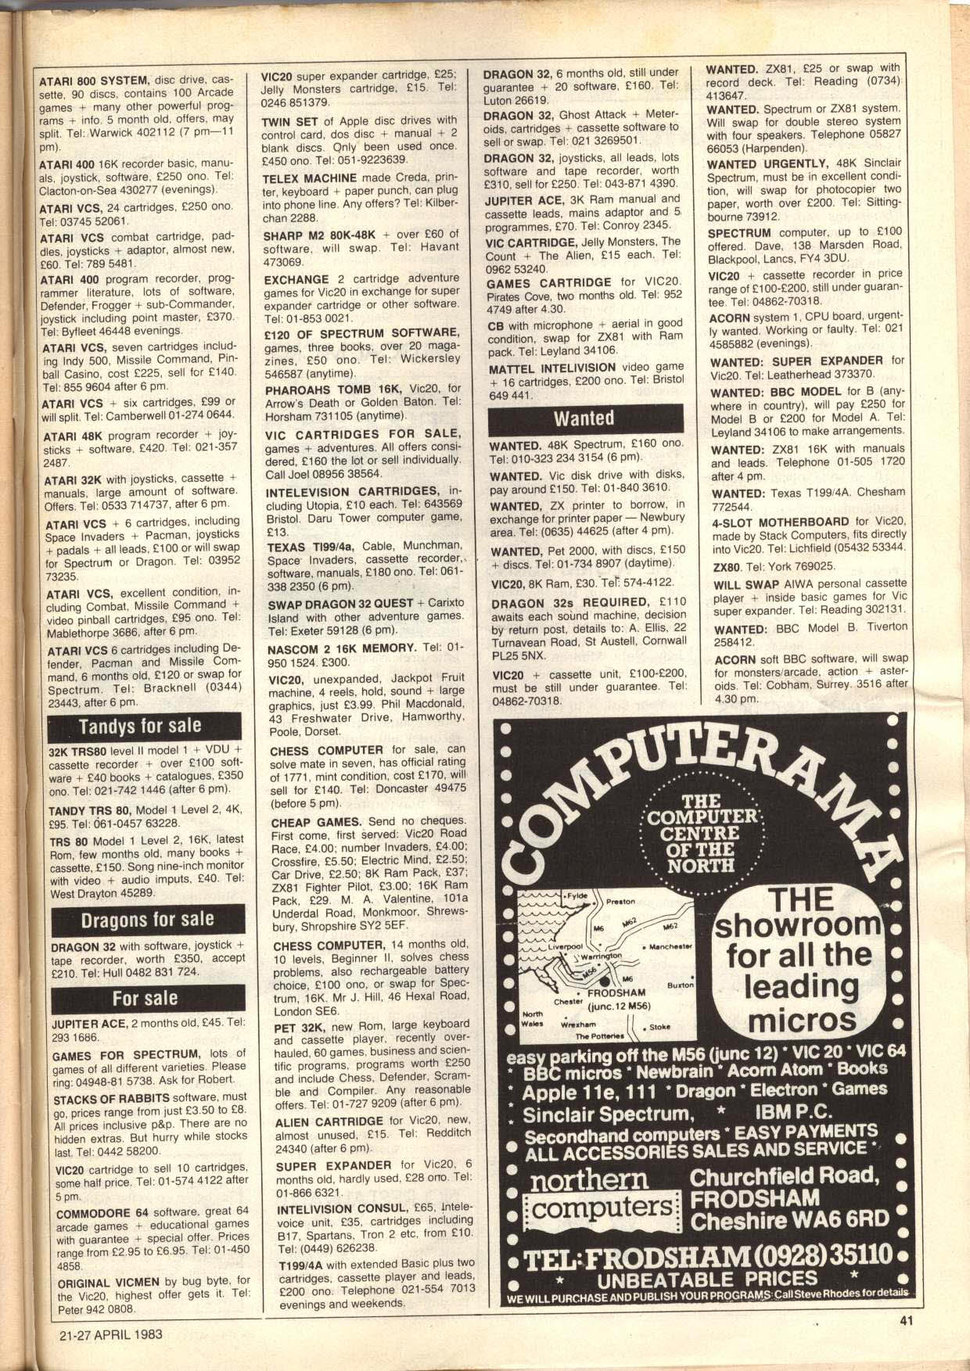 ATARI 800 SYSTEM, disc drive, cas-
sette, 90 discs, contains 100 Arcade
games + many other powerful prog-
rams + info. 5 month old, offers, may
split. Tel: Warwick 402112 (7 pm—11
pm).
ATARI 400 16K recorder basic, manu-
als, joystick, software, £250 ono. Tel:
Clacton-on-Sea 430277 (evenings).
ATARI VCS, 24 cartridges, £250 ono.
Tel: 03745 52061.
ATARI VCS combat cartridge, pad-
dles, joysticks + adaptor, almost new,
£60. Tel: 789 5481.
ATARI 400 program recorder, prog-
rammer literature, lots of software,
Defender, Frogger + sub-Commander,
joystick including point master, £370.
Tel: Byfleet 46448 evenings.
ATARI VCS, seven cartridges includ-
ing Indy 500, Missile Command, Pin-
ball Casino, cost £225, sell for £140.
Tel: 855 9604 after 6 pm.
ATARI VCS + six cartridges, £99 or
will split. Tel: Camberwell 01-274 0644.
ATARI 48K program recorder + joy-
sticks + software, £420. Tel: 021-357
2487.
ATARI 32K with joysticks, cassette +
manuals, large amount of software.
Offers. Tel: 0533 714737, after 6 pm.
ATARI VCS + 6 cartridges, including
Space Invaders + Pacman, joysticks
+ padals + all leads, £100 or will swap
for Spectrum or Dragon. Tel: 03952
73235.
ATARI VCS, excellent condition, in-
cluding Combat, Missile Command +
video pinball cartridges, £95 ono. Tel:
Mablethorpe 3686, after 6 pm.
ATARI VCS 6 cartridges including De-
fender, Pacman and Missile Com-
mand, 6 months old, £120 or swap for
Spectrum. Tel: Bracknell (0344)
23443, after 6 pm.
Tandys for sale
32K TRS80 level II model 1 + VDU +
cassette recorder + over £100 soft-
ware + £40 books + catalogues, £350
ono. Tel: 021-742 1446 (after 6 pm).
TANDY TRS 80, Model 1 Level 2, 4K,
£95. Tel: 061-0457 63228.
TRS 80 Model 1 Level 2, 16K, latest
Rom, few months old, many books +
cassette, £150. Song nine-inch monitor
with video + audio imputs, £40. Tel:
West Drayton 45289.
Dragons for sale
DRAGON 32 with software, joystick +
tape recorder, worth £350, accept
£210. Tel: Hull 0482 831 724.
For sale
JUPITER ACE, 2 months old, £45. Tel:
293 1686.
GAMES FOR SPECTRUM, lots of
games of all different varieties. Please
ring: 04948-81 5738. Ask for Robert.
STACKS OF RABBITS software, must
go, prices range from just £3.50 to £8.
All prices inclusive p&p. There are no
hidden extras. But hurry while stocks
last. Tel: 0442 58200.
VIC20 cartridge to sell 10 cartridges,
some half price. Tel: 01-574 4122 after
5 pm.
COMMODORE 64 software, great 64
arcade games + educational games
with guarantee + special offer. Prices
range from £2.95 to £6.95. Tel: 01-450
4858.
ORIGINAL VICMEN by bug byte, for
the Vic20, highest offer gets it. Tel:
Peter 942 0808.
VIC20 super expander cartridge, £25;
Jelly Monsters cartridge, £15. Tel:
0246 851379.
TWIN SET of Apple disc drives with
control card, dos disc + manual + 2
blank discs. Only been used once.
£450 ono. Tel: 051-9223639.
TELEX MACHINE made Creda, prin-
ter, keyboard + paper punch, can plug
into phone line. Any offers? Tel: Kilber-
chan 2288.
SHARP M2 80K-48K + over £60 of
software, will swap. Tel: Havant
473069.
EXCHANGE 2 cartridge adventure
games for Vic20 in exchange for super
expander cartridge or other software.
Tel: 01-853 0021.
£120 OF SPECTRUM SOFTWARE,
games, three books, over 20 maga-
zines, £50 ono. Tel: Wickersley
546587 (anytime).
PHAROAHS TOMB 16K, Vic20, for
Arrow's Death or Golden Baton. Tel:
Horsham 731105 (anytime).
VIC CARTRIDGES FOR SALE,
games + adventures. All offers consi-
dered, £160 the lot or sell individually.
Call Joel 08956 38564.
INTELEVISION CARTRIDGES, in-
cluding Utopia, £10 each. Tel: 643569
Bristol. Daru Tower computer game,
£13.
TEXAS TI99/4a, Cable, Munchman,
Space Invaders, cassette recorder,
software, manuals, £180 ono. Tel: 061-
338 2350 (6 pm).
SWAP DRAGON 32 QUEST + Carixto
Island with other adventure games.
Tel: Exeter 59128 (6 pm).
NASCOM 2 16K MEMORY. Tel: 01-
950 1524. £300.
VIC20, unexpanded, Jackpot Fruit
machine, 4 reels, hold, sound + large
graphics, just £3.99. Phil Macdonald,
43 Freshwater Drive, Hamworthy,
Poole, Dorset.
CHESS COMPUTER for sale, can
solve mate in seven, has official rating
of 1771, mint condition, cost £170, will
sell for £140. Tel: Doncaster 49475
(before 5 pm).
CHEAP GAMES. Send no cheques.
First come, first served: Vic20 Road
Race, £4.00; number Invaders, £4.00;
Crossfire, £5.50; Electric Mind, £2.50;
Car Drive, £2.50; 8K Ram Pack, £37;
ZX81 Fighter Pilot, £3.00; 16K Ram
Pack, £29. M. A. Valentine, 101a
Underdal Road, Monkmoor, Shrews-
bury, Shropshire SY2 5EF.
CHESS COMPUTER, 14 months old,
10 levels, Beginner II, solves chess
problems, also rechargeable battery
choice, £100 ono, or swap for Spec-
trum, 16K. Mr J. Hill, 46 Hexal Road,
London SE6.
PET 32K, new Rom, large keyboard
and cassette player, recently over-
hauled, 60 games, business and scien-
tific programs, programs worth £250
and include Chess, Defender, Scram-
ble and Compiler. Any reasonable
offers. Tel: 01-727 9209 (after 6 pm).
ALIEN CARTRIDGE for Vic20, new,
almost unused, £15. Tel: Redditch
24340 (after 6 pm).
SUPER EXPANDER for Vic20, 6
months old, hardly used, £28 ono. Tel:
01-866 6321.
INTELIVISION CONSUL, £65, Intele-
voice unit, £35, cartridges including
B17, Spartans, Tron 2 etc, from £10.
Tel: (0449) 626238.
T199/4A with extended Basic plus two
cartridges, cassette player and leads,
£200 ono. Telephone 021-554 7013
evenings and weekends.
DRAGON 32, 6 months old, still under
guarantee + 20 software, £160. Tel:
Luton 26619.
DRAGON 32, Ghost Attack + Mete-
oids, cartridges + cassette software to
sell or swap. Tel: 021 3269501.
DRAGON 32, joysticks, all leads, lots
software and tape recorder, worth
£310, sell for £250. Tel: 043-871 4390.
JUPITER ACE, 3K Ram manual and
cassette leads, mains adaptor and 5
programmes, £70. Tel: Conroy 2345.
VIC CARTRIDGE, Jelly Monsters, The
Count + The Alien, £15 each. Tel:
0962 53240.
GAMES CARTRIDGE for VIC20.
Pirates Cove, two months old. Tel: 952
4749 after 4.30.
CB with microphone + aerial in good
condition, swap for ZX81 with Ram
pack. Tel: Leyland 34106.
MATTEL INTELIVISION video game
+ 16 cartridges, £200 ono. Tel: Bristol
649 441.
Wanted
WANTED. 48K Spectrum, £160 ono.
Tel: 010-323 234 3154 (6 pm).
WANTED. Vic disk drive with disks,
pay around £150. Tel: 01-840 3610.
WANTED, ZX printer to borrow, in
exchange for printer paper — Newbury
area. Tel: (0635) 44625 (after 4 pm).
WANTED, Pet 2000, with discs, £150
+ discs. Tel: 01-734 8907 (daytime).
VIC20, 8K Ram, £30. Tel: 574-4122.
DRAGON 32s REQUIRED, £110
awaits each sound machine, decision
by return post, details to: A. Ellis, 22
Turnavean Road, St Austell, Cornwall
PL25 5NX.
VIC20 + cassette unit, £100-£200,
must be still under guarantee. Tel:
04862-70318.
WANTED. ZX81, £25 or swap with
record deck. Tel: Reading (0734)
413647.
WANTED. Spectrum or ZX81 system.
Will swap for double stereo system
with four speakers. Telephone 05827
66053 (Harpenden).
WANTED URGENTLY, 48K Sinclair
Spectrum, must be in excellent condi-
tion, will swap for photocopier two
paper, worth over £200. Tel: Sitting-
bourne 73912.
SPECTRUM computer, up to £100
offered. Dave, 138 Marsden Road,
Blackpool, Lancs, FY4 3DU.
VIC20 + cassette recorder in price
range of £100-£200, still under guaran-
tee. Tel: 04862-70318.
ACORN system 1, CPU board, urgent-
ly wanted. Working or faulty. Tel: 021
4585882 (evenings).
WANTED: SUPER EXPANDER for
Vic20. Tel: Leatherhead 373370.
WANTED: BBC MODEL for B (any-
where in country), will pay £250 for
Model B or £200 for Model A. Tel:
Leyland 34106 to make arrangements.
WANTED: ZX81 16K with manuals
and leads. Telephone 01-505 1720
after 4 pm.
WANTED: Texas T199/4A. Chesham
772544.
4-SLOT MOTHERBOARD for Vic20,
made by Stack Computers, fits directly
into Vic20. Tel: Lichfield (05432 53344.
ZX80. Tel: York 769025.
WILL SWAP AIWA personal cassette
player + inside basic games for Vic
super expander. Tel: Reading 302131.
WANTED: BBC Model B. Tiverton
258412.
ACORN soft BBC software, will swap
for monsters/arcade, action + aster-
oids. Tel: Cobham, Surrey. 3516 after
4.30 pm.
COMPUTERAMA
THE
COMPUTER
CENTRE
OF THE
NORTH
THE
showroom
for all the
leading
micros
Fylde
Preston
M6
M62
M62
Liverpool
Manchester
Warrington
M56
M6
Buxton
FRODSHAM
Chester
(junc. 12 M56)
North
Wales
Wrexham
Stoke
The Potteries
easy parking off the M56 (junc 12) * VIC 20 * VIC 64
* BBC micros * Newbrain * Acorn Atom * Books
* Apple 11e, 111 * Dragon * Electron * Games
* Sinclair Spectrum, * IBM P.C.
Secondhand computers * EASY PAYMENTS
ALL ACCESSORIES SALES AND SERVICE *
northern
computers
Churchfield Road,
FRODSHAM
Cheshire WA6 6RD
TEL: FRODSHAM (0928) 35110
* UNBEATABLE PRICES *
WE WILL PURCHASE AND PUBLISH YOUR PROGRAMS: Call Steve Rhodes for details
21-27 APRIL 1983
41